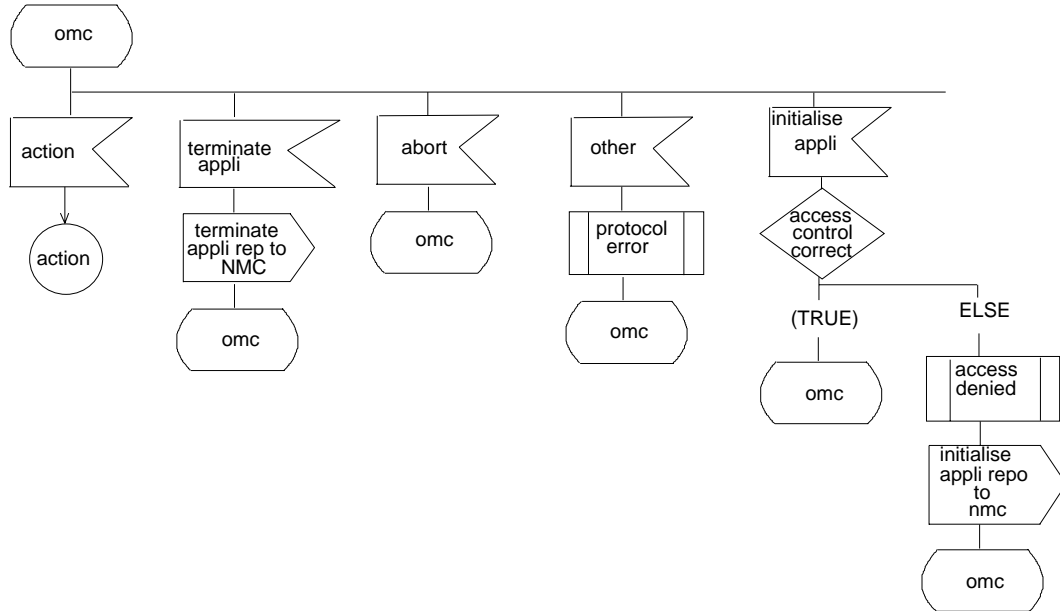 omc
action
terminate
appli
abort
other
initialise
appli
action
terminate
appli rep to
NMC
omc
protocol
error
access
control
correct
omc
omc
(TRUE)
ELSE
omc
access
denied
initialise
appli repo
to
nmc
omc